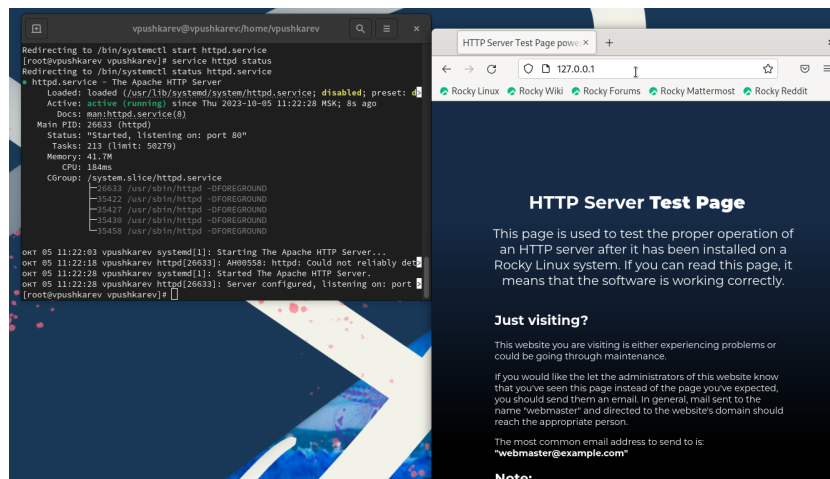 vpushkarev@vpushkarev:/home/vpushkarev
Redirecting to /bin/systemctl start httpd.service
[root@vpushkarev vpushkarev]# service httpd status
Redirecting to /bin/systemctl status httpd.service
● httpd.service - The Apache HTTP Server
Loaded: loaded (/usr/lib/systemd/system/httpd.service; disabled; preset: d>
Active: active (running) since Thu 2023-10-05 11:22:28 MSK; 8s ago
Docs: man:httpd.service(8)
Main PID: 26633 (httpd)
Status: "Started, listening on: port 80"
Tasks: 213 (limit: 50279)
Memory: 41.7M
CPU: 184ms
CGroup: /system.slice/httpd.service
├─26633 /usr/sbin/httpd -DFOREGROUND
├─35422 /usr/sbin/httpd -DFOREGROUND
├─35427 /usr/sbin/httpd -DFOREGROUND
├─35430 /usr/sbin/httpd -DFOREGROUND
└─35458 /usr/sbin/httpd -DFOREGROUND
окт 05 11:22:03 vpushkarev systemd[1]: Starting The Apache HTTP Server...
окт 05 11:22:18 vpushkarev httpd[26633]: AH00558: httpd: Could not reliably det>
окт 05 11:22:28 vpushkarev systemd[1]: Started The Apache HTTP Server.
окт 05 11:22:28 vpushkarev httpd[26633]: Server configured, listening on: port >
[root@vpushkarev vpushkarev]#
HTTP Server Test Page powe
127.0.0.1
Rocky Linux Rocky Wiki Rocky Forums Rocky Mattermost Rocky Reddit
HTTP Server Test Page
This page is used to test the proper operation of
an HTTP server after it has been installed on a
Rocky Linux system. If you can read this page, it
means that the software is working correctly.
Just visiting?
This website you are visiting is either experiencing problems or
could be going through maintenance.
If you would like the let the administrators of this website know
that you've seen this page instead of the page you've expected,
you should send them an email. In general, mail sent to the
name "webmaster" and directed to the website's domain should
reach the appropriate person.
The most common email address to send to is:
"webmaster@example.com"
Note: